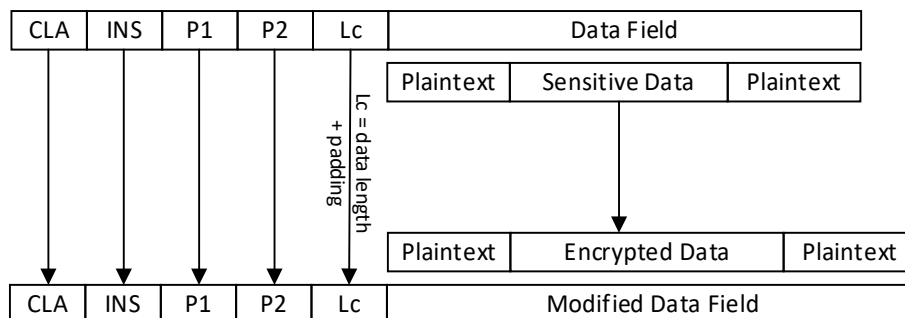 CLA INS P1 P2 Lc Data Field
Plaintext Sensitive Data Plaintext
Lc = data length
+ padding
Plaintext Encrypted Data Plaintext
CLA INS P1 P2 Lc Modified Data Field